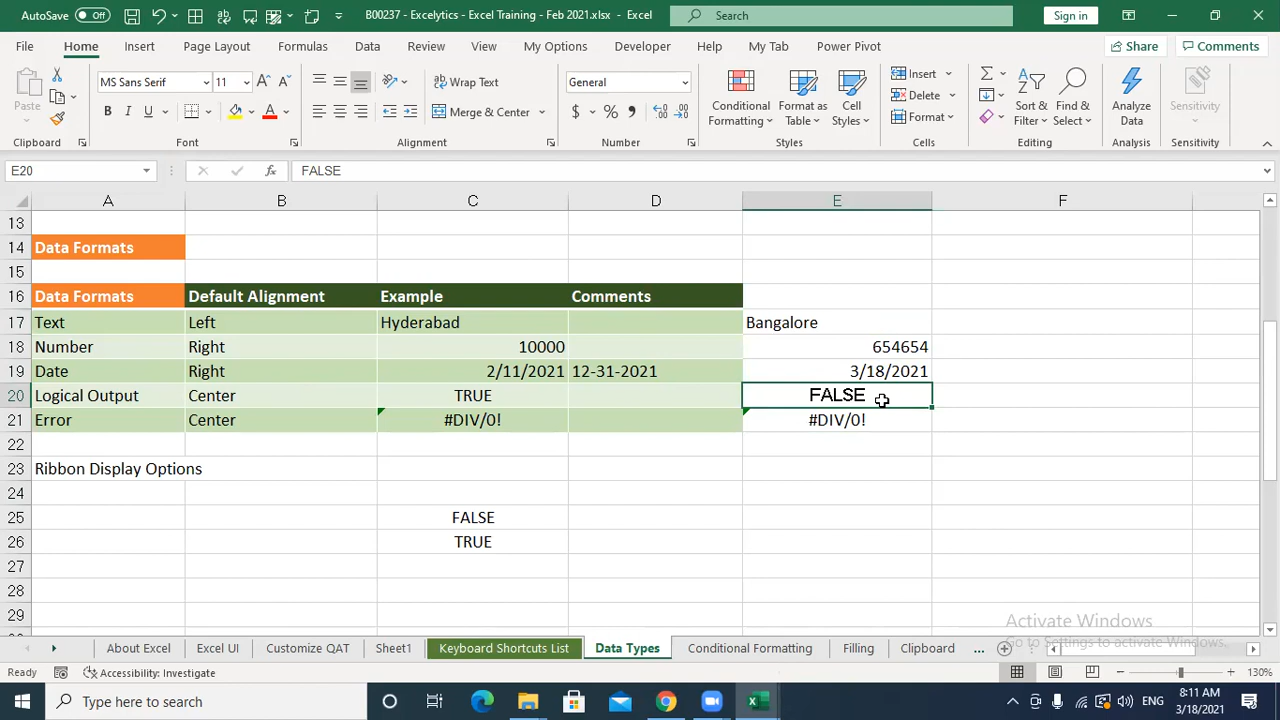 AutoSave Off B00237 - Excelytics - Excel Training - Feb 2021.xlsx - Excel Search Sign in
File Home Insert Page Layout Formulas Data Review View My Options Developer Help My Tab Power Pivot Share Comments
Paste MS Sans Serif 11 A A Wrap Text General Conditional Formatting Format as Table Cell Styles Insert Delete Format Sort & Filter Find & Select Analyze Data Sensitivity
B I U A Merge & Center $ % ,
Clipboard Font Alignment Number Styles Cells Editing Analysis Sensitivity
E20 fx FALSE
A B C D E F
13
14 Data Formats
15
16 Data Formats Default Alignment Example Comments
17 Text Left Hyderabad Bangalore
18 Number Right 10000 654654
19 Date Right 2/11/2021 12-31-2021 3/18/2021
20 Logical Output Center TRUE FALSE
21 Error Center #DIV/0! #DIV/0!
22
23 Ribbon Display Options
24
25 FALSE
26 TRUE
27
28
29
Activate Windows
Go to Settings to activate Windows.
About Excel Excel UI Customize QAT Sheet3 Keyboard Shortcuts List Data Types Conditional Formatting Filling Clipboard ...
Ready Accessibility: Investigate 130%
Type here to search ENG 8:11 AM
3/18/2021